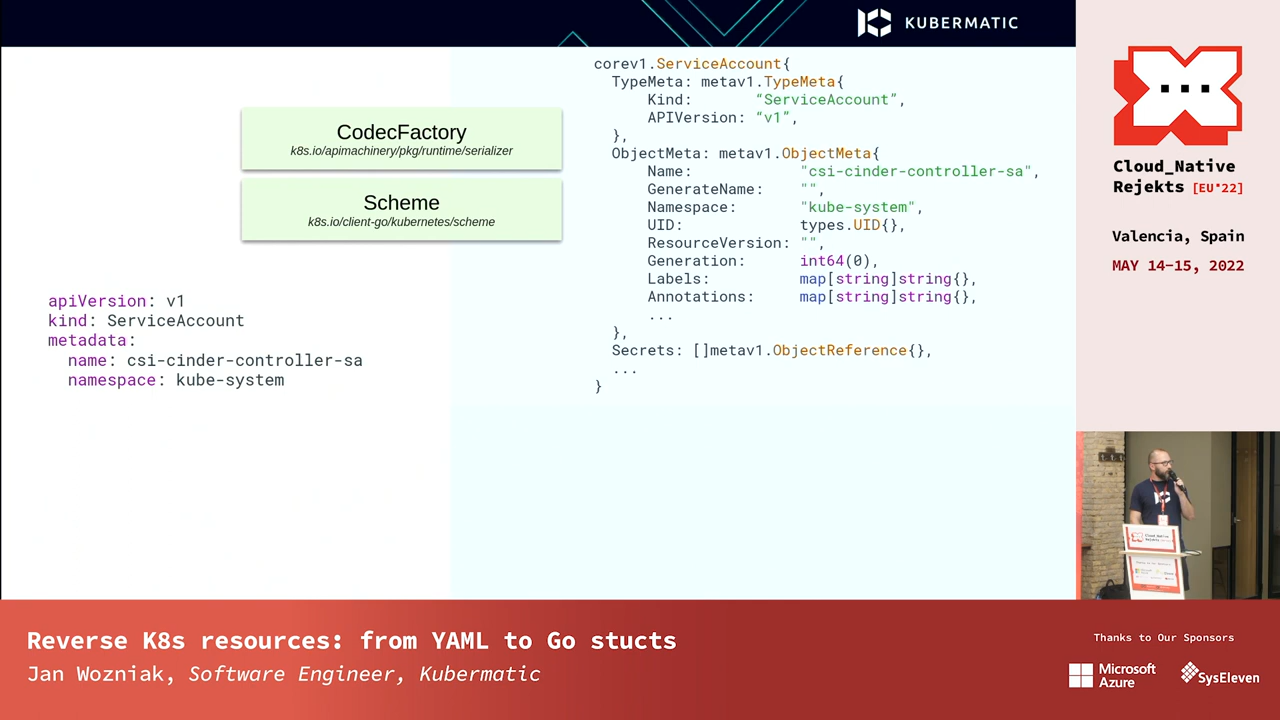 KUBERMATIC
CodecFactory
k8s.io/apimachinery/pkg/runtime/serializer
Scheme
k8s.io/client-go/kubernetes/scheme
apiVersion: v1
kind: ServiceAccount
metadata:
  name: csi-cinder-controller-sa
  namespace: kube-system
corev1.ServiceAccount{
  TypeMeta: metav1.TypeMeta{
      Kind:       “ServiceAccount”,
      APIVersion: “v1”,
  },
  ObjectMeta: metav1.ObjectMeta{
      Name:            "csi-cinder-controller-sa",
      GenerateName:    "",
      Namespace:       "kube-system",
      UID:             types.UID{},
      ResourceVersion: "",
      Generation:      int64(0),
      Labels:          map[string]string{},
      Annotations:     map[string]string{},
      ...
  },
  Secrets: []metav1.ObjectReference{},
  ...
}
Cloud_Native
Rejekts [EU*22]
Valencia, Spain
MAY 14-15, 2022
Cloud_Native
Rejekts
Reverse K8s resources: from YAML to Go stucts
Jan Wozniak, Software Engineer, Kubermatic
Thanks to Our Sponsors
Microsoft
Azure
SysEleven